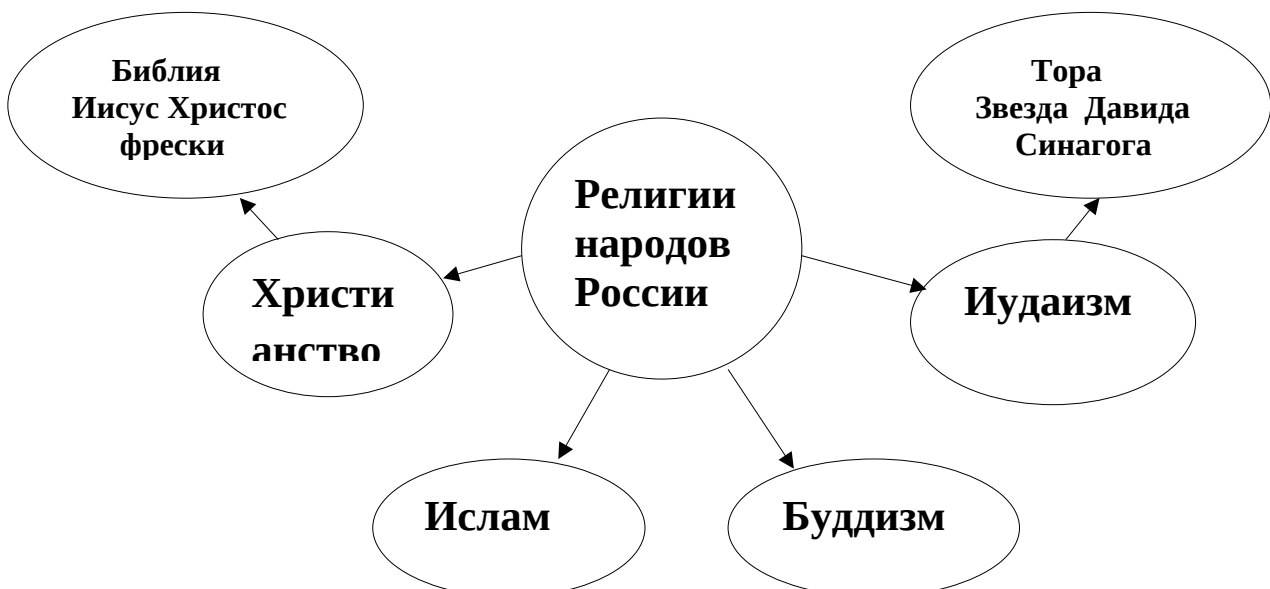 Библия
Иисус Христос
фрески
Тора
Звезда Давида
Синагога
Религии
народов
России
Христи
анство
Иудаизм
Ислам
Буддизм